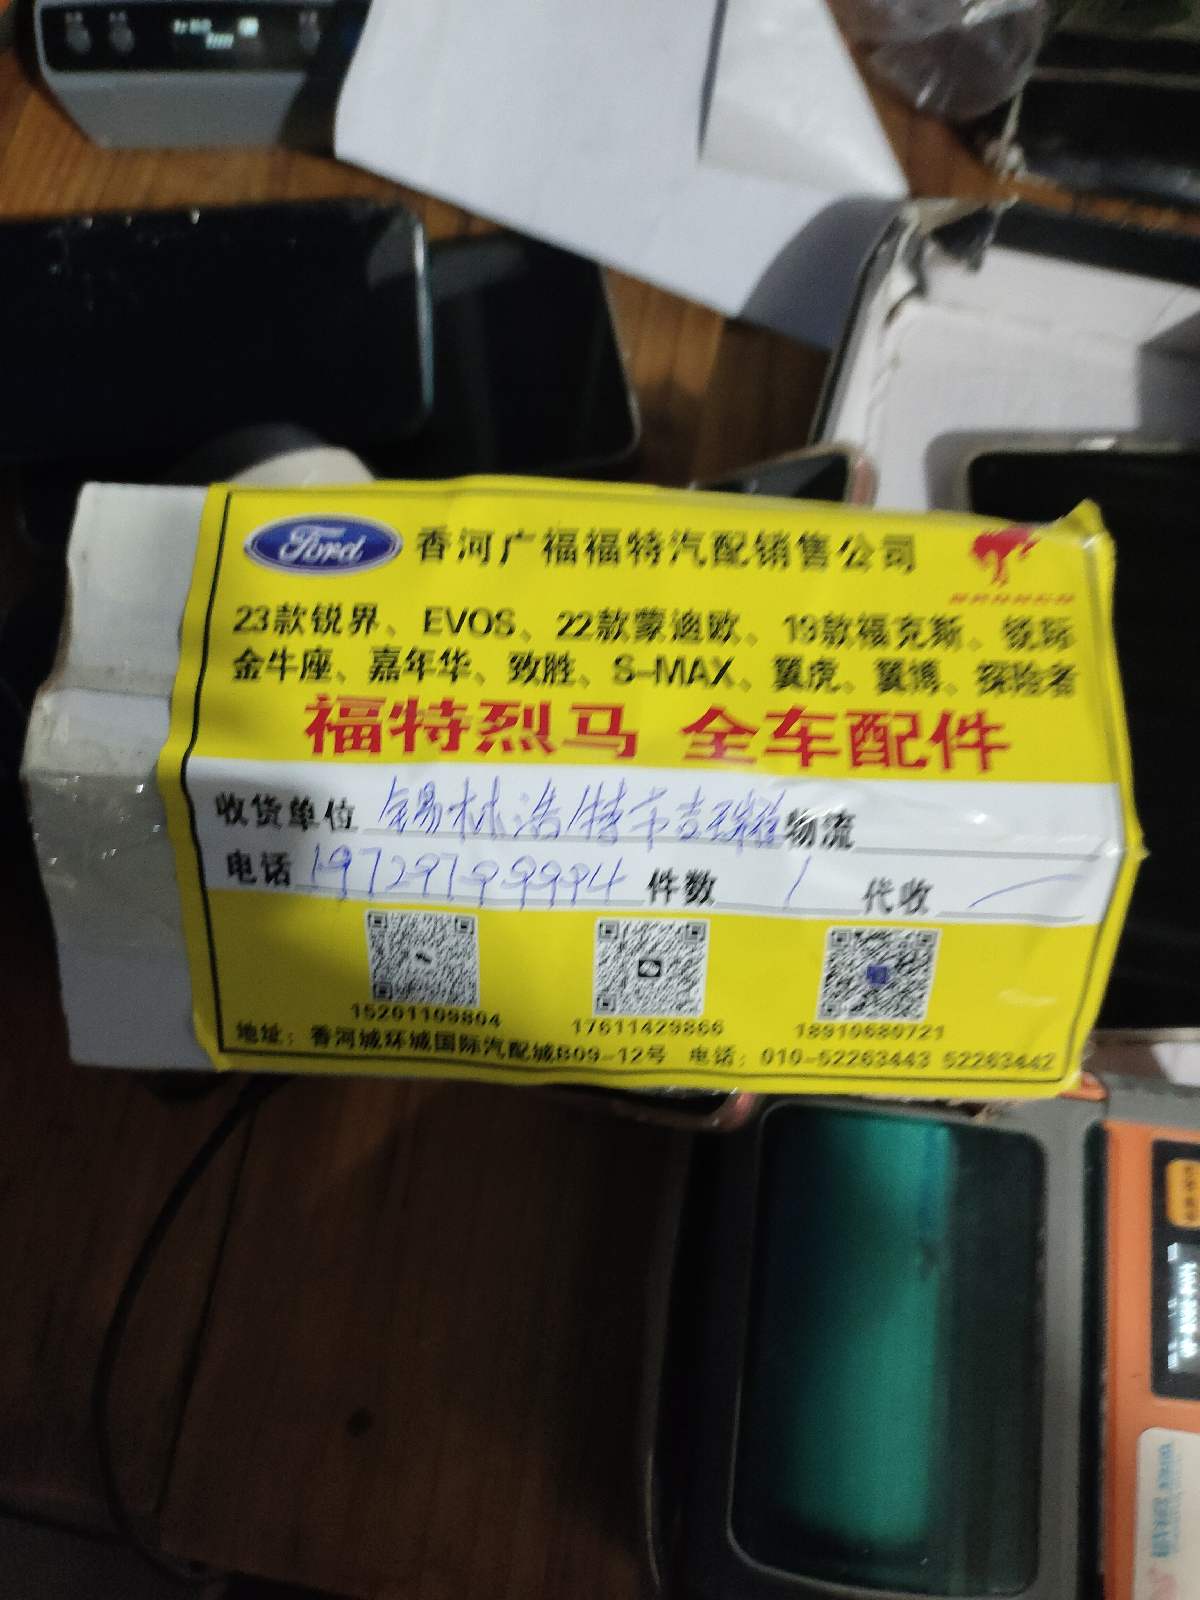 Ford 香河广福福特汽配销售公司
BRONCO
23款锐界、EVOS、22款蒙迪欧、19款福克斯、锐际
金牛座、嘉年华、致胜、S-MAX、翼虎、翼博、探险者
福特烈马 全车配件
收货单位 锡林浩特 物流
电话 19729799994 件数 1 代收 一
15201109804 17611429866 18910680721
地址：香河城环城国际汽配城B09-12号 电话：010-52263443 52263442